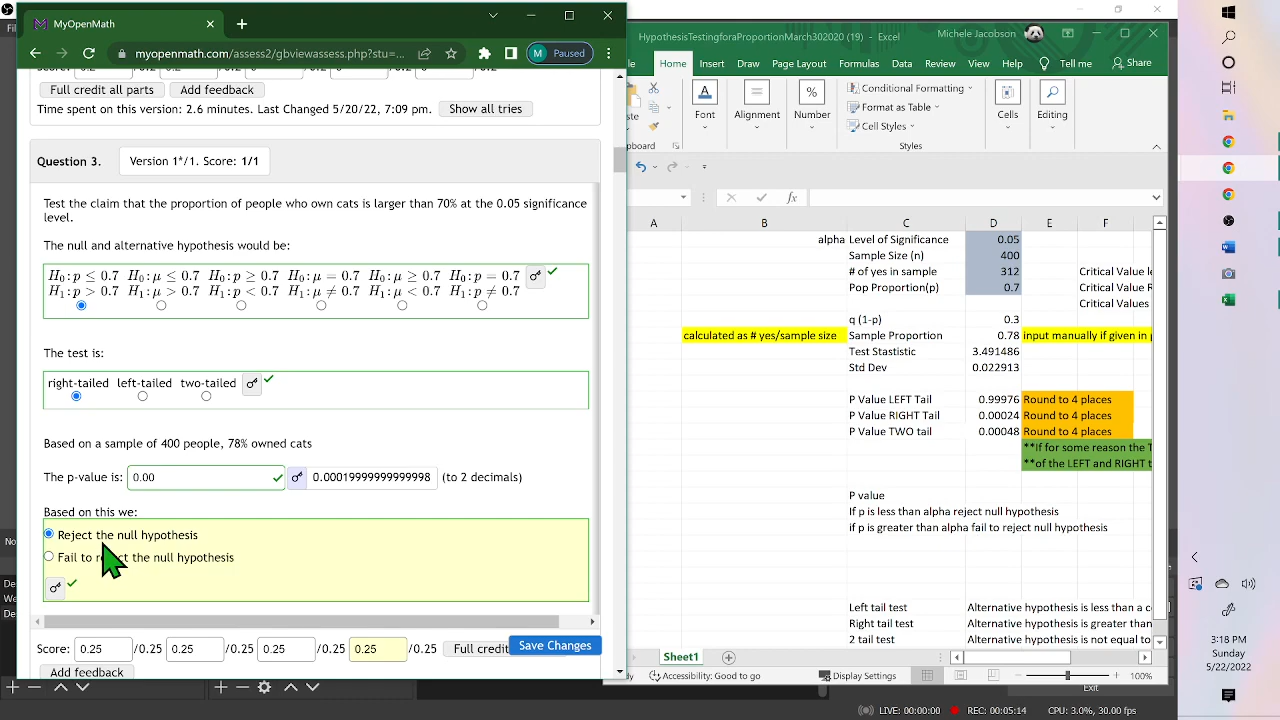 MyOpenMath
myopenmath.com/assess2/gbviewassess.php?stu=...
M Paused
Full credit all parts
Add feedback
Time spent on this version: 2.6 minutes. Last Changed 5/20/22, 7:09 pm.
Show all tries
Question 3.
Version 1*/1. Score: 1/1
Test the claim that the proportion of people who own cats is larger than 70% at the 0.05 significance
level.
The null and alternative hypothesis would be:
H0: p ≤ 0.7 H0: μ ≤ 0.7 H0: p ≥ 0.7 H0: μ = 0.7 H0: μ ≥ 0.7 H0: p = 0.7
H1: p > 0.7 H1: μ > 0.7 H1: p < 0.7 H1: μ ≠ 0.7 H1: μ < 0.7 H1: p ≠ 0.7
The test is:
right-tailed left-tailed two-tailed
Based on a sample of 400 people, 78% owned cats
The p-value is: 0.00 0.00019999999999998 (to 2 decimals)
Based on this we:
Reject the null hypothesis
Fail to the null hypothesis
Score: 0.25 /0.25 0.25 /0.25 0.25 /0.25 0.25 /0.25 Full credit
Save Changes
Add feedback
HypothesisTestingforaProportionMarch302020 (19) - Excel
Michele Jacobson
Home Insert Draw Page Layout Formulas Data Review View Help Tell me Share
Font
Alignment
Number
Conditional Formatting
Format as Table
Cell Styles
Styles
Cells
Editing
fx
A B C D E F
alpha Level of Significance 0.05
Sample Size (n) 400
# of yes in sample 312
Pop Proportion(p) 0.7
Critical Value
Critical Value R
Critical Values
q (1-p) 0.3
calculated as # yes/sample size Sample Proportion 0.78 input manually if given in
Test Stastistic 3.491486
Std Dev 0.022913
P Value LEFT Tail 0.99976 Round to 4 places
P Value RIGHT Tail 0.00024 Round to 4 places
P Value TWO tail 0.00048 Round to 4 places
**If for some reason the
**of the LEFT and RIGHT
P value
If p is less than alpha reject null hypothesis
if p is greater than alpha fail to reject null hypothesis
Left tail test Alternative hypothesis is less than a
Right tail test Alternative hypothesis is greater than
2 tail test Alternative hypothesis is not equal to
Sheet1
Accessibility: Good to go
Display Settings
100%
Exit
LIVE: 00:00:00 REC: 00:05:14 CPU: 3.0%, 30.00 fps
3:18 PM
Sunday
5/22/2022